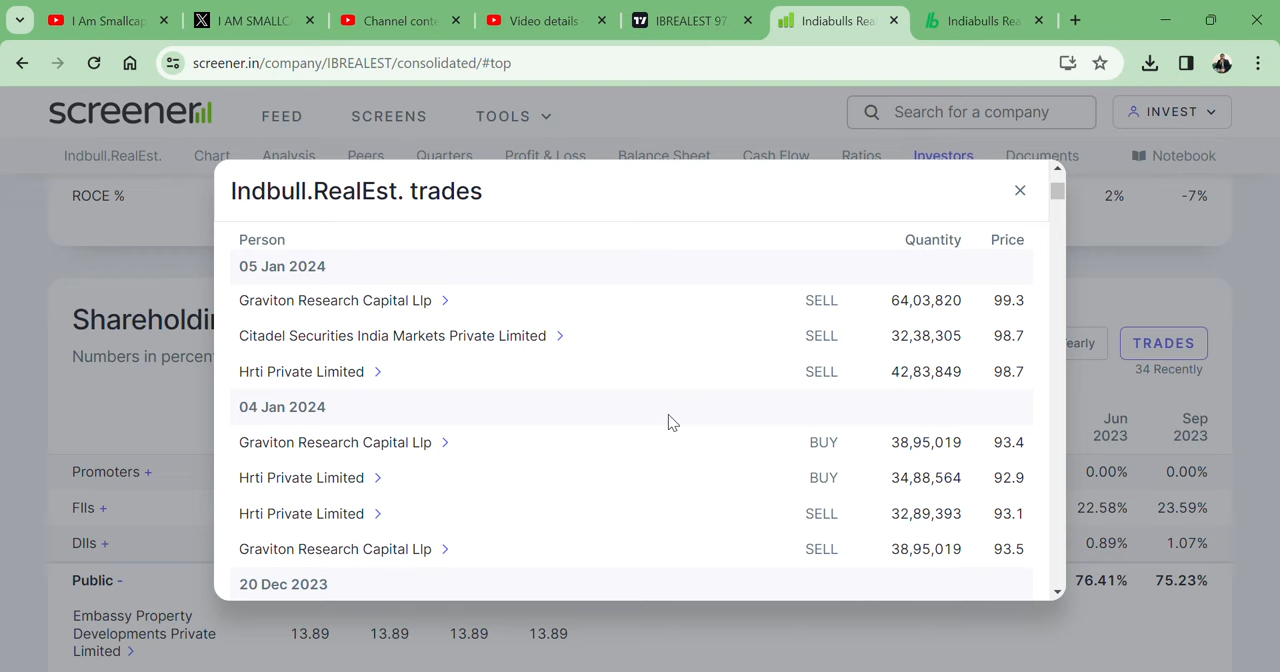 I Am Smallcap
I AM SMALLCA
Channel conte
Video details
IBREALEST 97
Indiabulls Rea
Indiabulls Rea
screener.in/company/IBREALEST/consolidated/#top
screener
FEED
SCREENS
TOOLS
Search for a company
INVEST
Indbull.RealEst.
Chart
Analysis
Peers
Quarters
Profit & Loss
Balance Sheet
Cash Flow
Ratios
Investors
Documents
Notebook
ROCE %
2%
-7%
Indbull.RealEst. trades
Person Quantity Price
05 Jan 2024
Graviton Research Capital Llp SELL 64,03,820 99.3
Citadel Securities India Markets Private Limited SELL 32,38,305 98.7
Hrti Private Limited SELL 42,83,849 98.7
04 Jan 2024
Graviton Research Capital Llp BUY 38,95,019 93.4
Hrti Private Limited BUY 34,88,564 92.9
Hrti Private Limited SELL 32,89,393 93.1
Graviton Research Capital Llp SELL 38,95,019 93.5
20 Dec 2023
Shareholdin
Numbers in percent
early
TRADES
34 Recently
Jun 2023
Sep 2023
Promoters + 0.00% 0.00%
FIIs + 22.58% 23.59%
DIIs + 0.89% 1.07%
Public - 76.41% 75.23%
Embassy Property
Developments Private
Limited
13.89 13.89 13.89 13.89